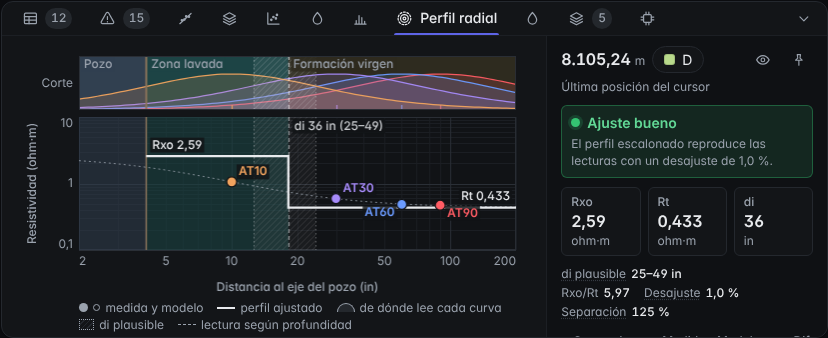 12
15
Perfil radial
5
Pozo
Zona lavada
Formación virgen
Corte
Resistividad (ohm·m)
10
1
0,1
Rxo 2,59
di 36 in (25–49)
AT10
AT30
AT60
AT90
Rt 0,433
2
5
10
20
50
100
200
Distancia al eje del pozo (in)
medida y modelo
perfil ajustado
de dónde lee cada curva
di plausible
lectura según profundidad
8.105,24 m
D
Última posición del cursor
Ajuste bueno
El perfil escalonado reproduce las
lecturas con un desajuste de 1,0 %.
Rxo
2,59
ohm·m
Rt
0,433
ohm·m
di
36
in
di plausible 25–49 in
Rxo/Rt 5,97 Desajuste 1,0 %
Separación 125 %